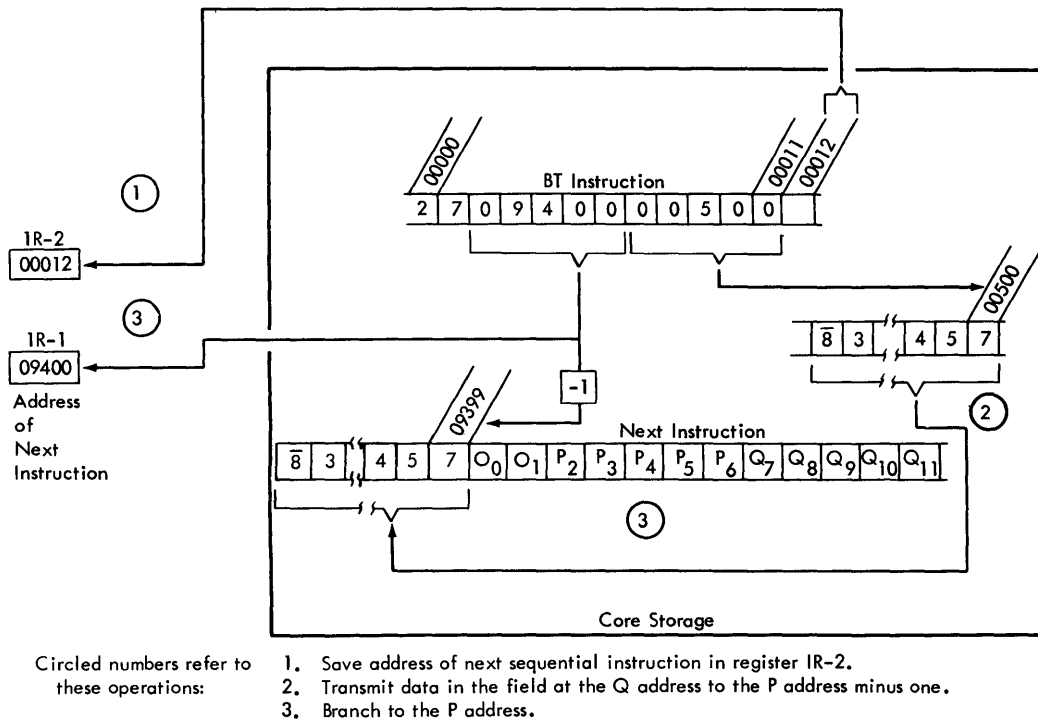 00000
00011
00012
BT Instruction
2 7 0 9 4 0 0 0 0 5 0 0
1
1R-2
00012
3
1R-1
09400
Address
of
Next
Instruction
-1
00500
8̅ 3 4 5 7
2
09399
Next Instruction
8̅ 3 4 5 7 O0 O1 P2 P3 P4 P5 P6 Q7 Q8 Q9 Q10 Q11
3
Core Storage
Circled numbers refer to
these operations:
1. Save address of next sequential instruction in register IR-2.
2. Transmit data in the field at the Q address to the P address minus one.
3. Branch to the P address.